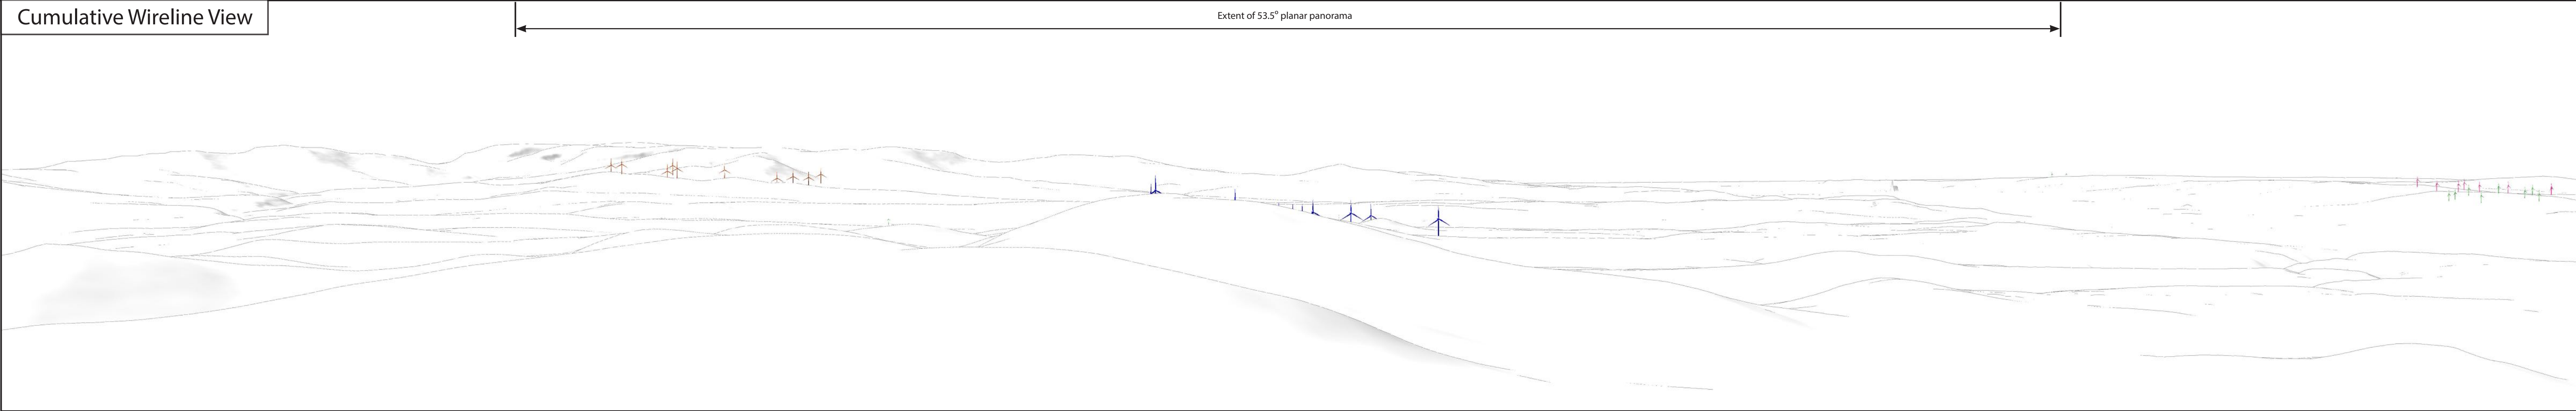 Cumulative Wireline View
Extent of 53.5° planar panorama